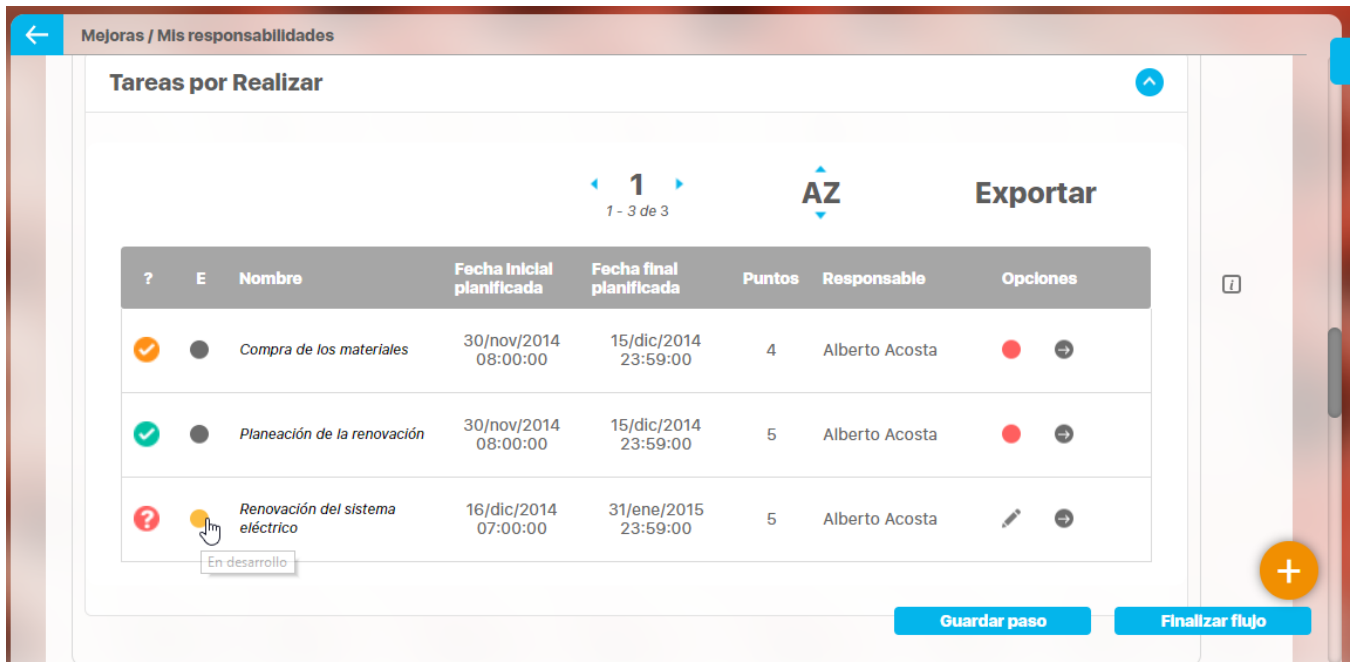 Mejoras / Mis responsabilidades
Tareas por Realizar
1
1 - 3 de 3
AZ
Exportar
? E Nombre Fecha inicial planificada Fecha final planificada Puntos Responsable Opciones
Compra de los materiales 30/nov/2014 08:00:00 15/dic/2014 23:59:00 4 Alberto Acosta
Planeación de la renovación 30/nov/2014 08:00:00 15/dic/2014 23:59:00 5 Alberto Acosta
? Renovación del sistema eléctrico 16/dic/2014 07:00:00 31/ene/2015 23:59:00 5 Alberto Acosta
En desarrollo
i
+
Guardar paso
Finalizar flujo